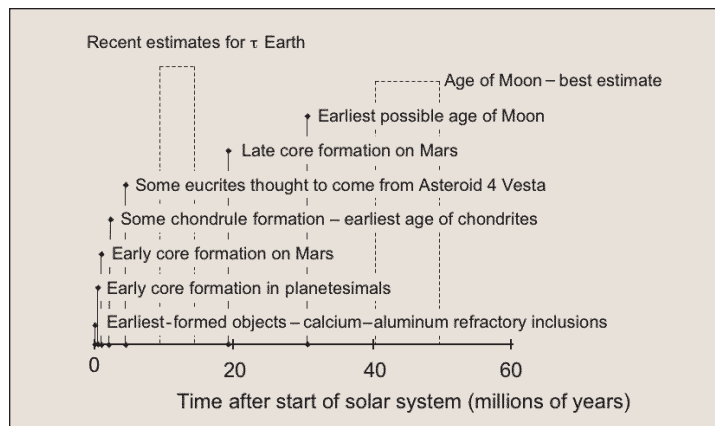 Recent estimates for τ Earth
Age of Moon – best estimate
Earliest possible age of Moon
Late core formation on Mars
Some eucrites thought to come from Asteroid 4 Vesta
Some chondrule formation – earliest age of chondrites
Early core formation on Mars
Early core formation in planetesimals
Earliest-formed objects – calcium–aluminum refractory inclusions
0 20 40 60
Time after start of solar system (millions of years)